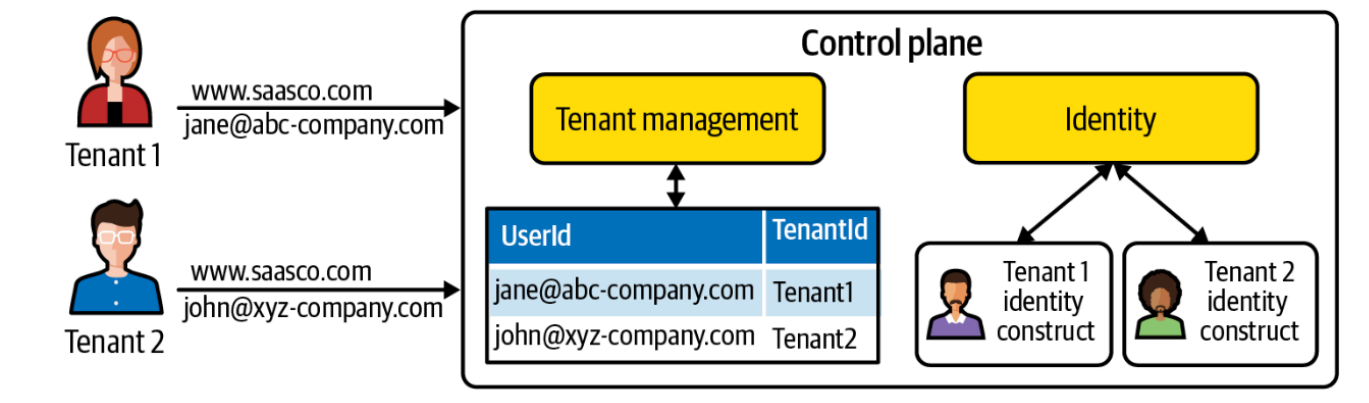 Control plane
www.saasco.com
jane@abc-company.com
Tenant 1
www.saasco.com
john@xyz-company.com
Tenant 2
Tenant management
UserId TenantId
jane@abc-company.com Tenant1
john@xyz-company.com Tenant2
Identity
Tenant 1
identity
construct
Tenant 2
identity
construct